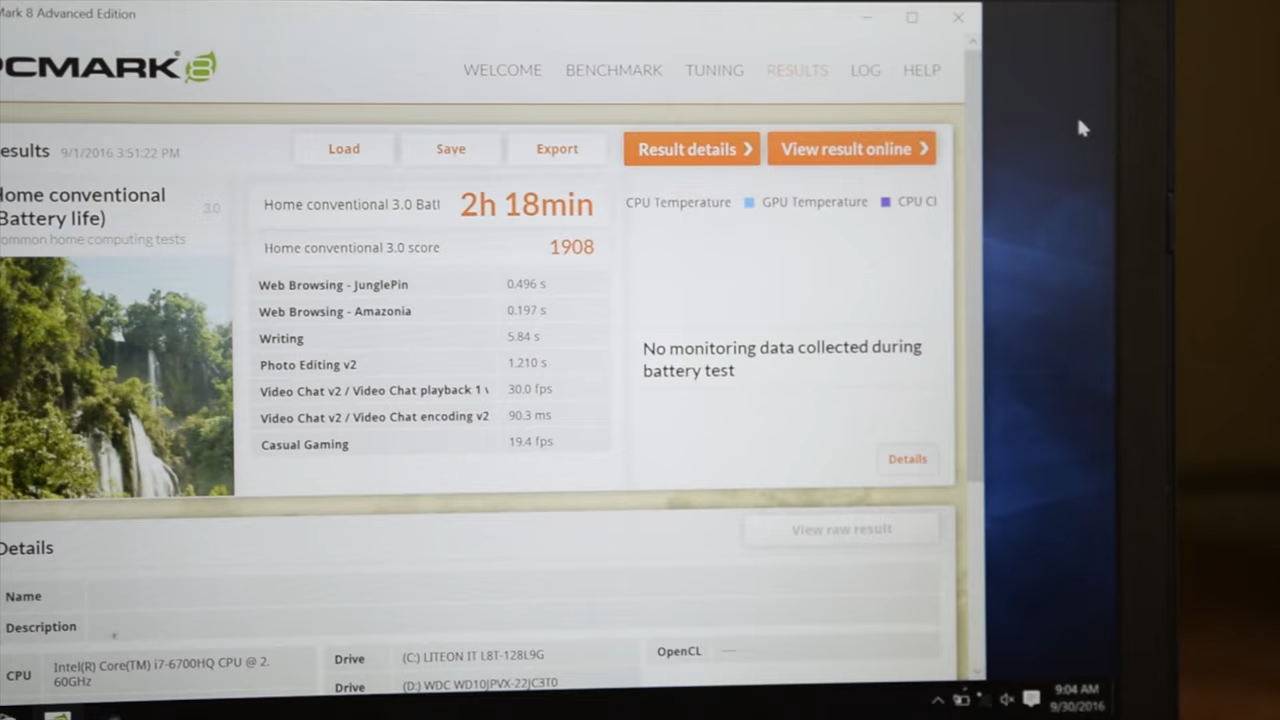 Mark 8 Advanced Edition
PCMARK® 8
WELCOME BENCHMARK TUNING RESULTS LOG HELP
esults 9/1/2016 3:51:22 PM
Load Save Export Result details View result online
Home conventional
(Battery life)
3.0
ommon home computing tests
Home conventional 3.0 Batt 2h 18min
Home conventional 3.0 score 1908
Web Browsing - JunglePin 0.496 s
Web Browsing - Amazonia 0.197 s
Writing 5.84 s
Photo Editing v2 1.210 s
Video Chat v2 / Video Chat playback 1 v 30.0 fps
Video Chat v2 / Video Chat encoding v2 90.3 ms
Casual Gaming 19.4 fps
CPU Temperature GPU Temperature CPU Cl
No monitoring data collected during
battery test
Details
Details
View raw result
Name
Description
CPU Intel(R) Core(TM) i7-6700HQ CPU @ 2.
60GHz
Drive (C:) LITEON IT L8T-128L9G
Drive (D:) WDC WD10JPVX-22JC3T0
OpenCL
9:04 AM
9/30/2016